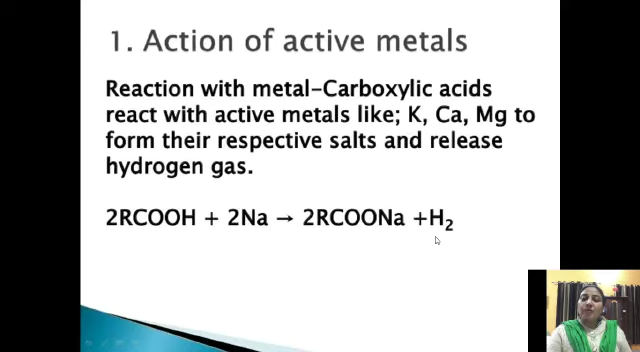 1. Action of active metals
Reaction with metal-Carboxylic acids
react with active metals like; K, Ca, Mg to
form their respective salts and release
hydrogen gas.
2RCOOH + 2Na → 2RCOONa +H₂